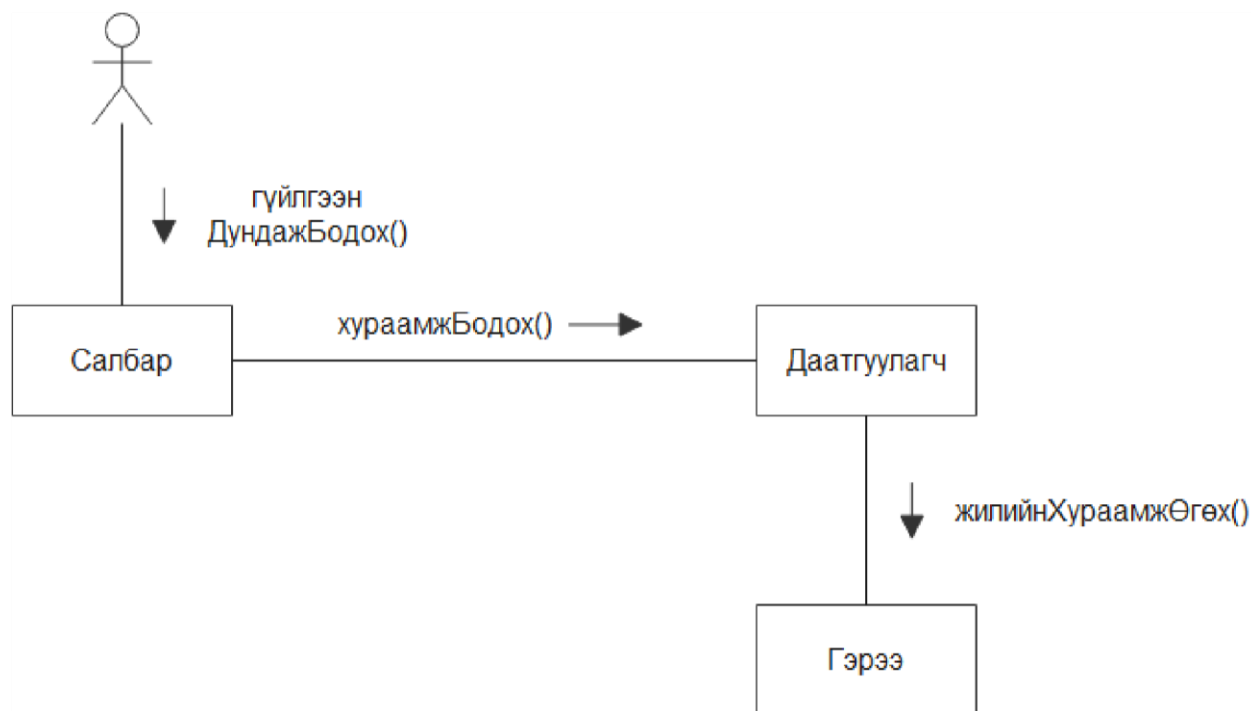 гүйлгээн
ДундажБодох()
хураамжБодох()
Салбар
Даатгуулагч
жилийнХураамжӨгөх()
Гэрээ